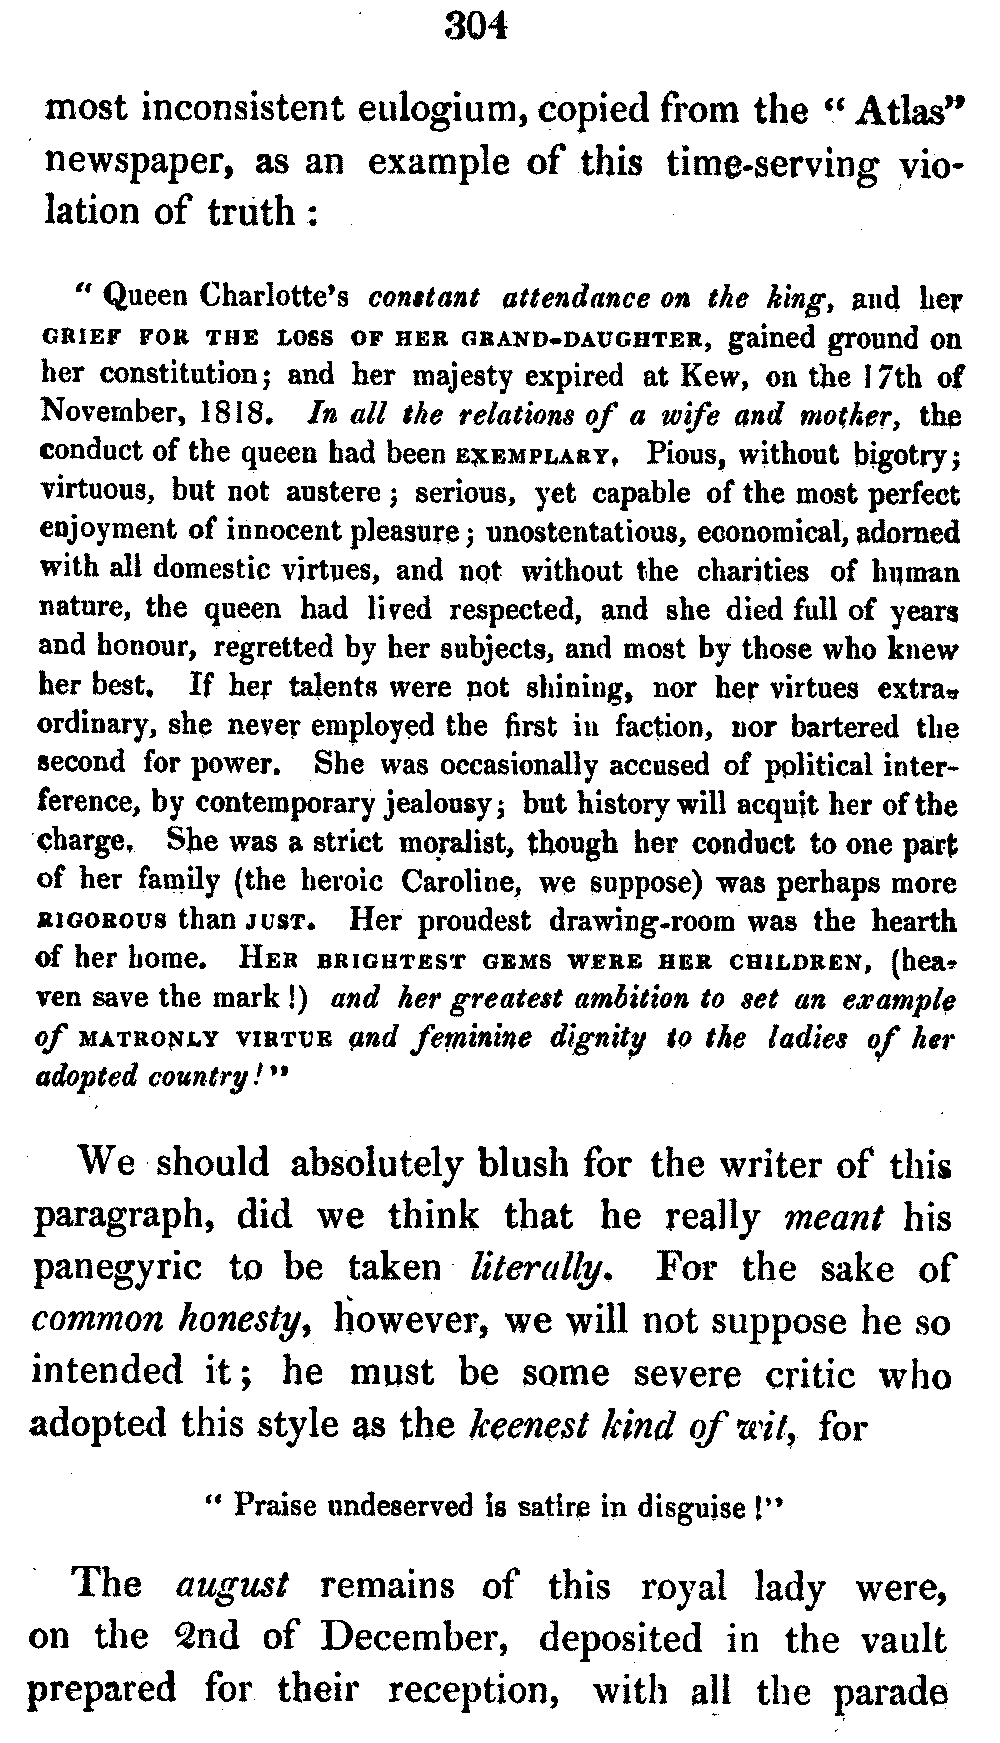 304
most inconsistent eulogium, copied from the “ Atlas”
newspaper, as an example of this time-serving vio-
lation of truth :
“ Queen Charlotte’s constant attendance on the king, and her
GRIEF FOR THE LOSS OF HER GRAND-DAUGHTER, gained ground on
her constitution; and her majesty expired at Kew, on the 17th of
November, 1818. In all the relations of a wife and mother, the
conduct of the queen had been EXEMPLARY. Pious, without bigotry;
virtuous, but not austere ; serious, yet capable of the most perfect
enjoyment of innocent pleasure ; unostentatious, economical, adorned
with all domestic virtues, and not without the charities of human
nature, the queen had lived respected, and she died full of years
and honour, regretted by her subjects, and most by those who knew
her best. If her talents were not shining, nor her virtues extra-
ordinary, she never employed the first in faction, nor bartered the
second for power. She was occasionally accused of political inter-
ference, by contemporary jealousy; but history will acquit her of the
charge. She was a strict moralist, though her conduct to one part
of her family (the heroic Caroline, we suppose) was perhaps more
RIGOROUS than JUST. Her proudest drawing-room was the hearth
of her home. HER BRIGHTEST GEMS WERE HER CHILDREN, (hea-
ven save the mark !) and her greatest ambition to set an example
of MATRONLY VIRTUE and feminine dignity to the ladies of her
adopted country !”
We should absolutely blush for the writer of this
paragraph, did we think that he really meant his
panegyric to be taken literally. For the sake of
common honesty, however, we will not suppose he so
intended it ; he must be some severe critic who
adopted this style as the keenest kind of wit, for
“ Praise undeserved is satire in disguise !”
The august remains of this royal lady were,
on the 2nd of December, deposited in the vault
prepared for their reception, with all the parade